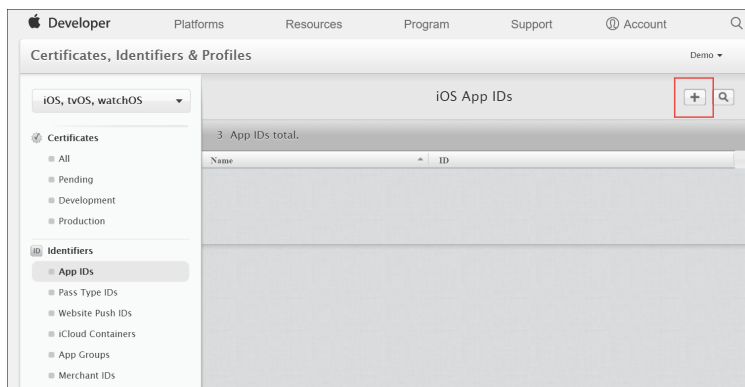 Developer Platforms Resources Program Support Account
Certificates, Identifiers & Profiles Demo
iOS, tvOS, watchOS iOS App IDs +
Certificates 3 App IDs total.
All Name ID
Pending
Development
Production
ID Identifiers
App IDs
Pass Type IDs
Website Push IDs
iCloud Containers
App Groups
Merchant IDs